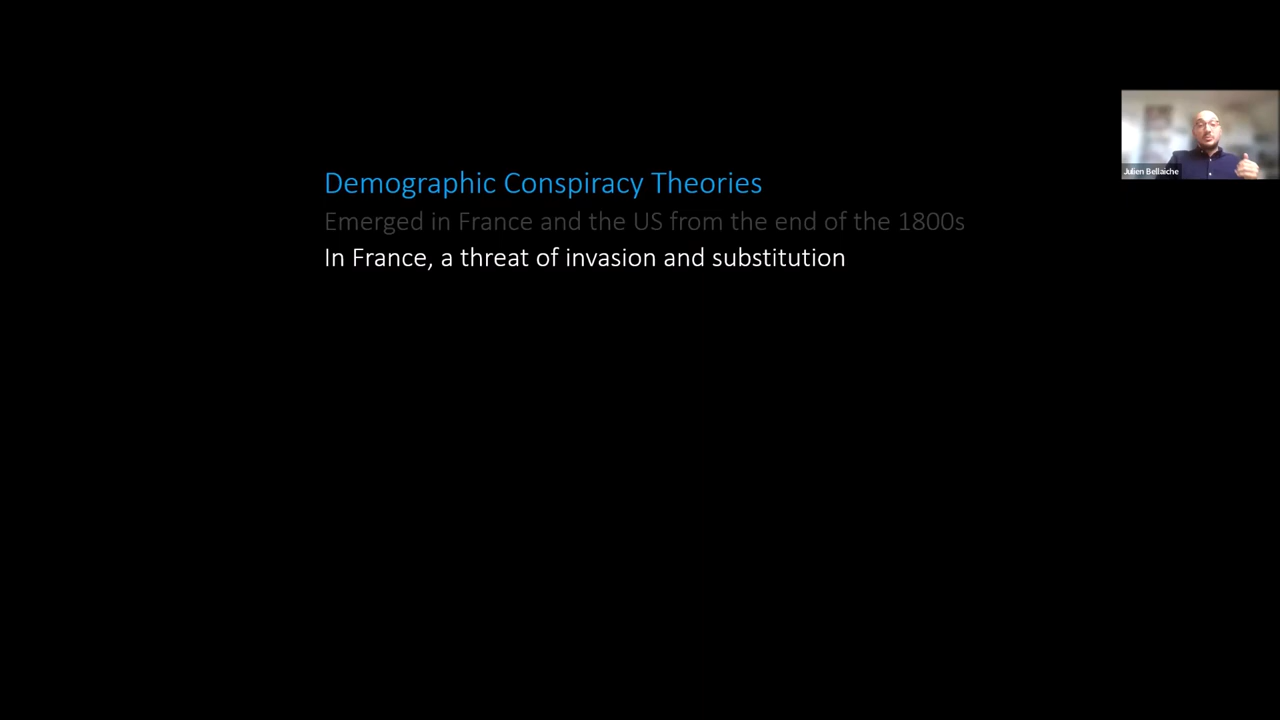 Demographic Conspiracy Theories
Emerged in France and the US from the end of the 1800s
In France, a threat of invasion and substitution
Julien Bellaiche